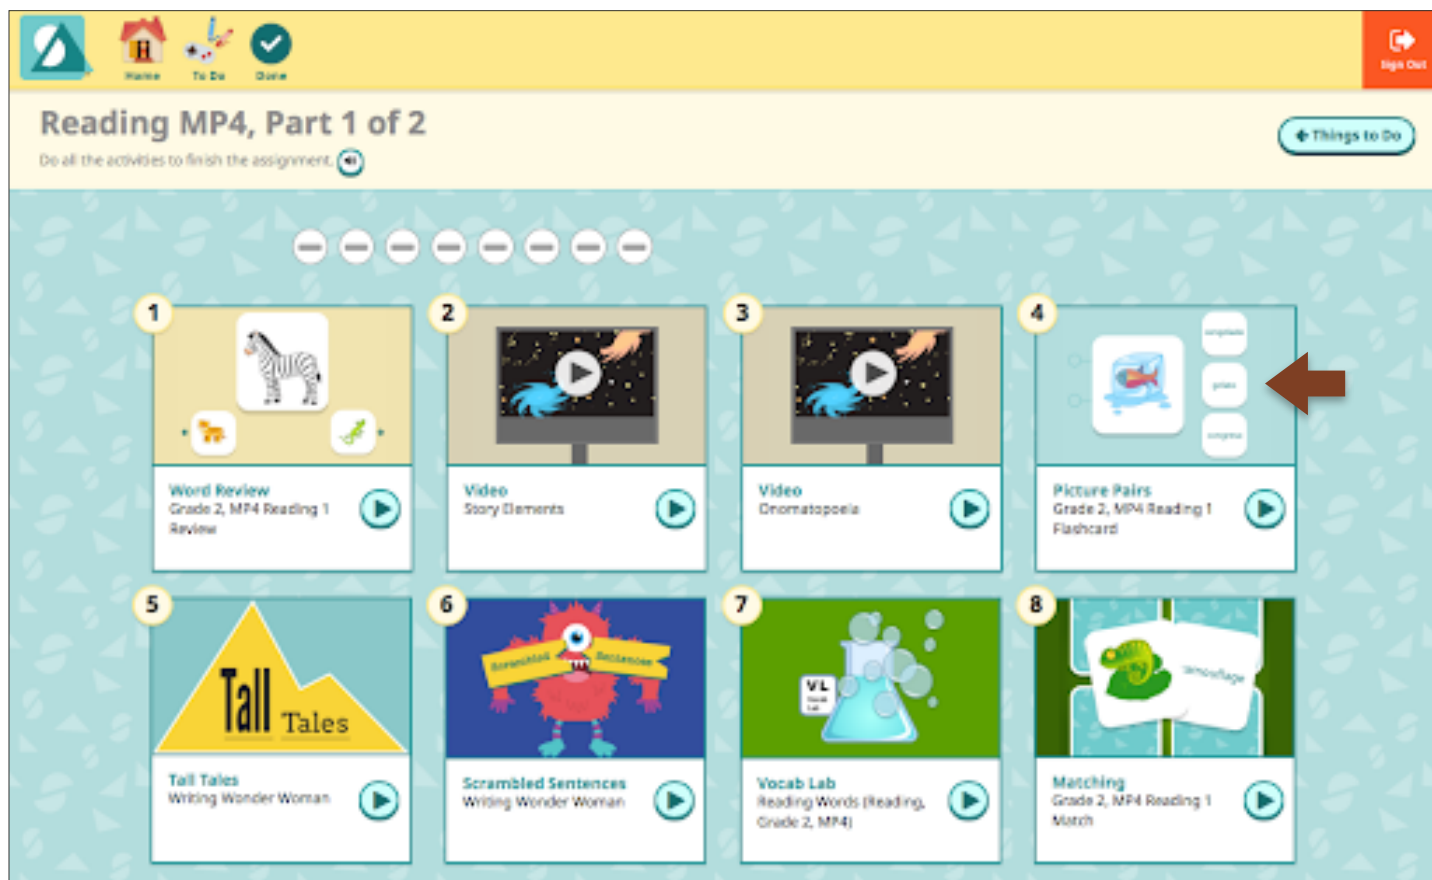 Home
To Do
Done
Sign Out
Reading MP4, Part 1 of 2
Do all the activities to finish the assignment.
Things to Do
1
2
3
4
Word Review
Grade 2, MP4 Reading 1
Review
Video
Story Elements
Video
Onomatopoeia
Picture Pairs
Grade 2, MP4 Reading 1
Flashcard
5
6
7
8
Tall
Tales
Scrambled
Sentences
VL
Vocab
Lab
camouflage
Tall Tales
Writing Wonder Woman
Scrambled Sentences
Writing Wonder Woman
Vocab Lab
Reading Words (Reading,
Grade 2, MP4)
Matching
Grade 2, MP4 Reading 1
Match